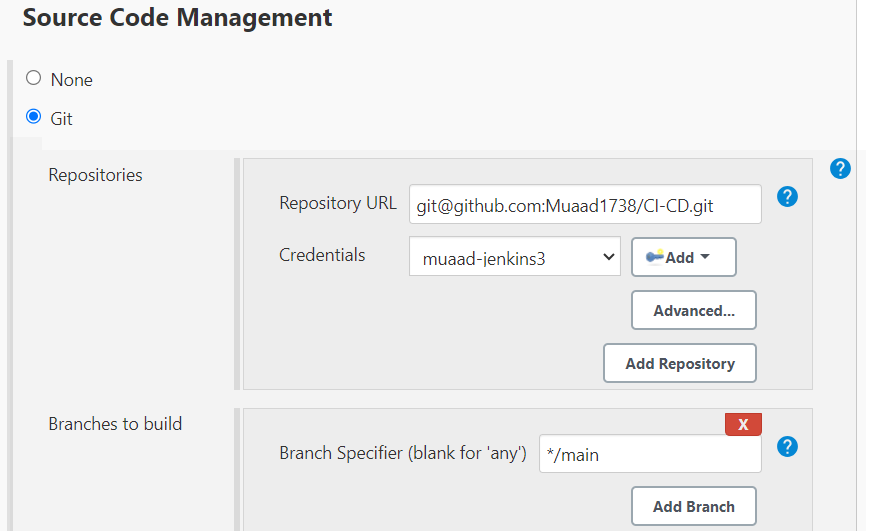 Source Code Management
None
Git
Repositories
?
Repository URL git@github.com:Muaad1738/CI-CD.git ?
Credentials muaad-jenkins3 Add
Advanced...
Add Repository
Branches to build
X
Branch Specifier (blank for 'any') */main ?
Add Branch